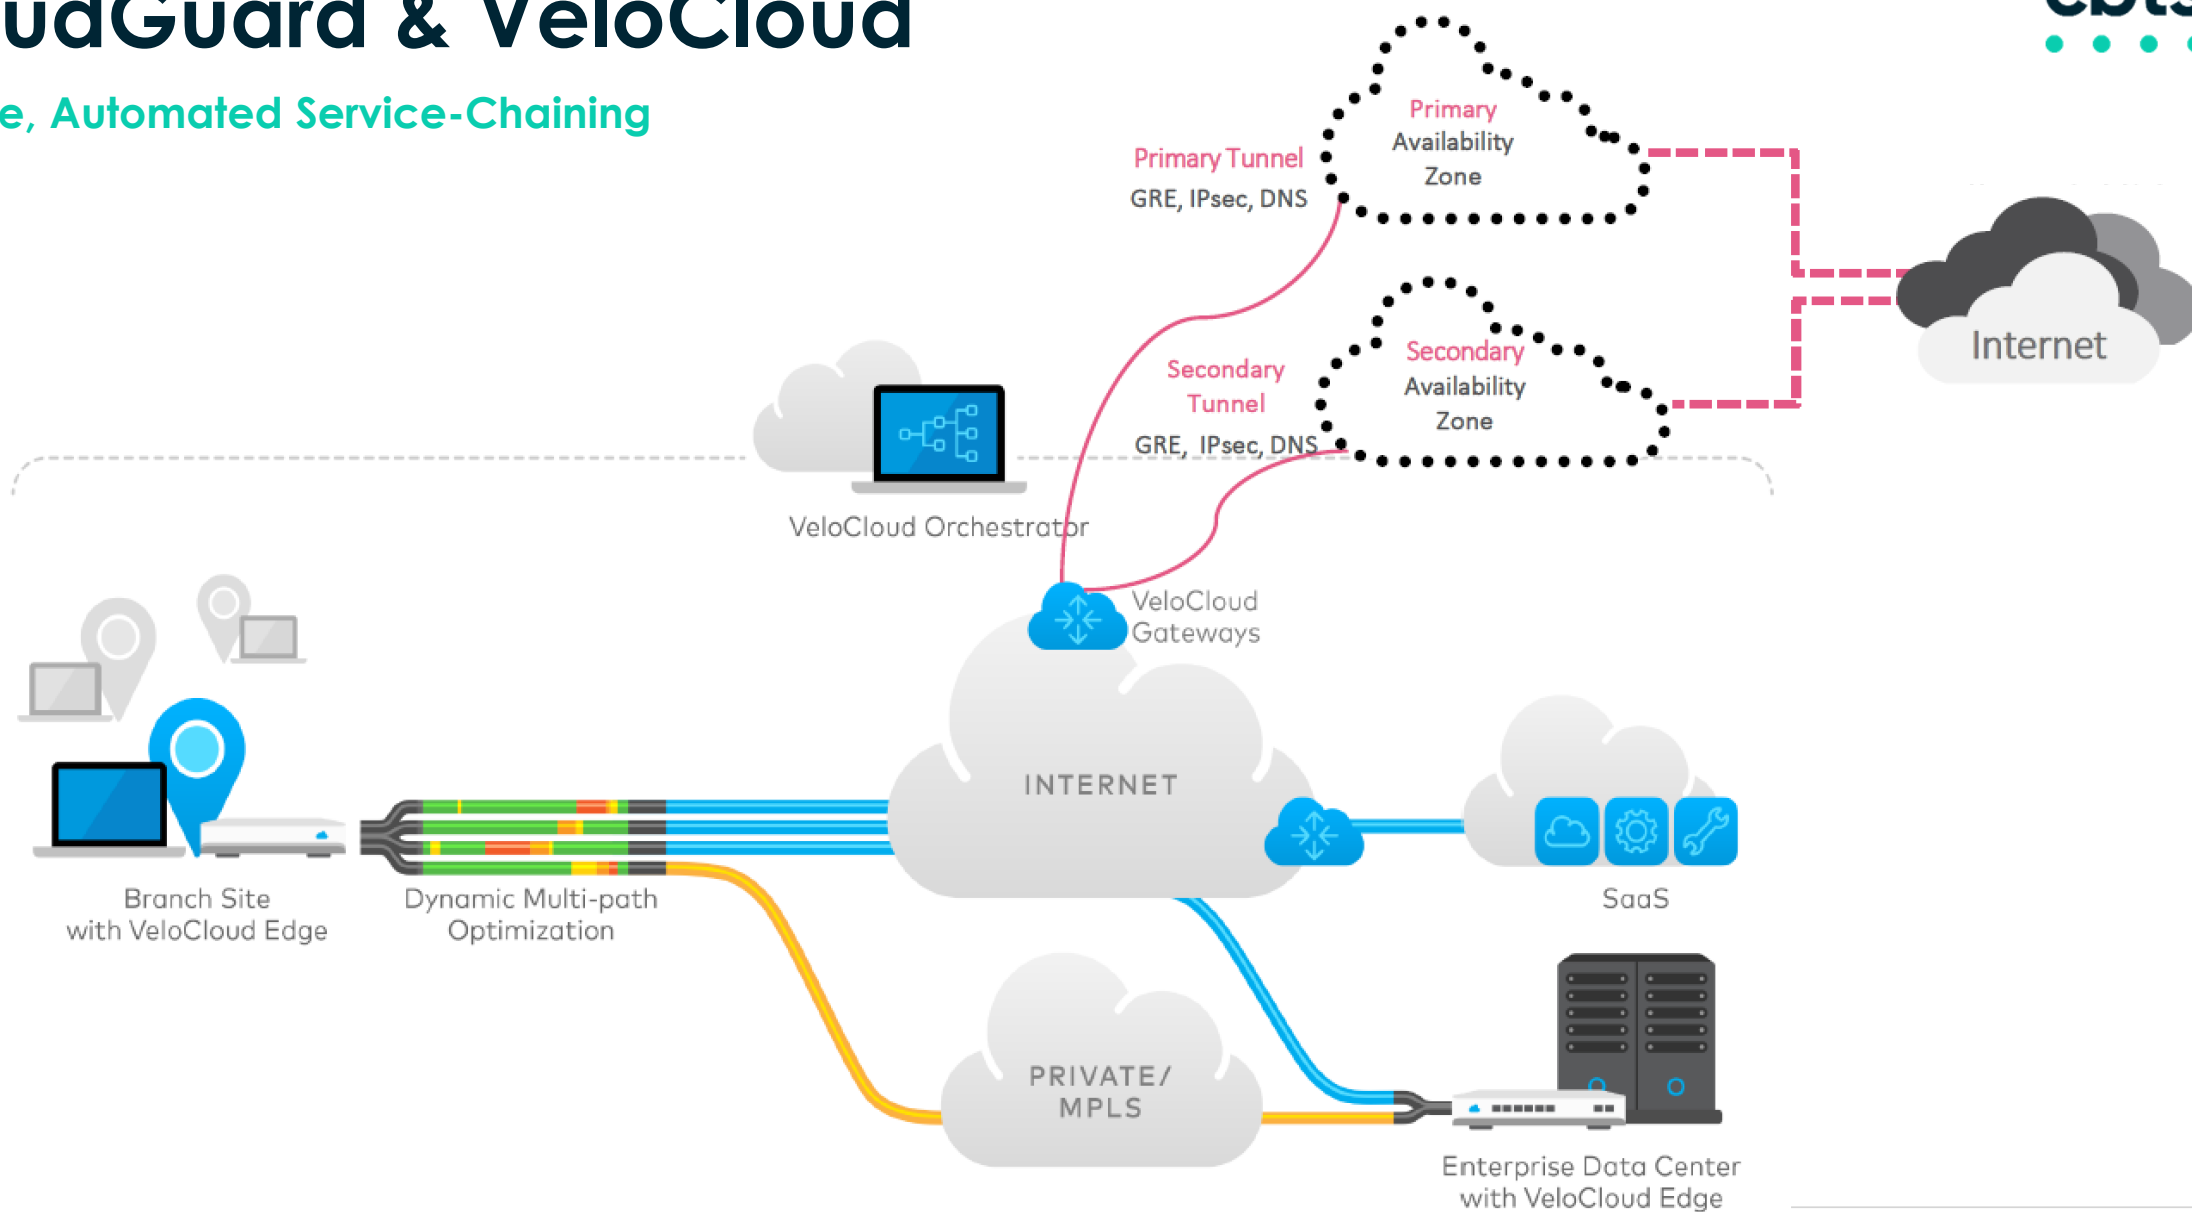 udGuard & VeloCloud
cbts
e, Automated Service-Chaining
Primary
Availability
Zone
Primary Tunnel
GRE, IPsec, DNS
Internet
Secondary
Availability
Zone
Secondary
Tunnel
GRE, IPsec, DNS
VeloCloud Orchestrator
VeloCloud
Gateways
INTERNET
SaaS
Branch Site
with VeloCloud Edge
Dynamic Multi-path
Optimization
PRIVATE/
MPLS
Enterprise Data Center
with VeloCloud Edge